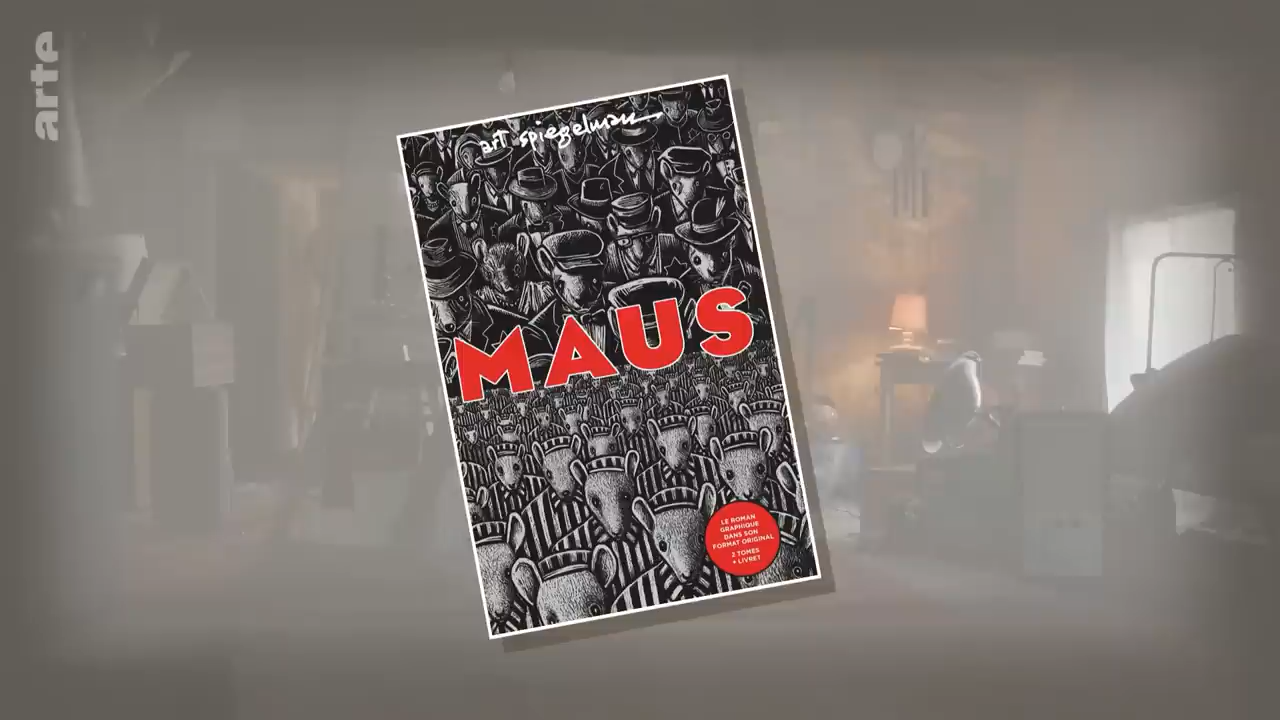 arte
art spiegelman
MAUS
LE ROMAN
GRAPHIQUE
DANS SON
FORMAT ORIGINAL
2 TOMES
+ LIVRET